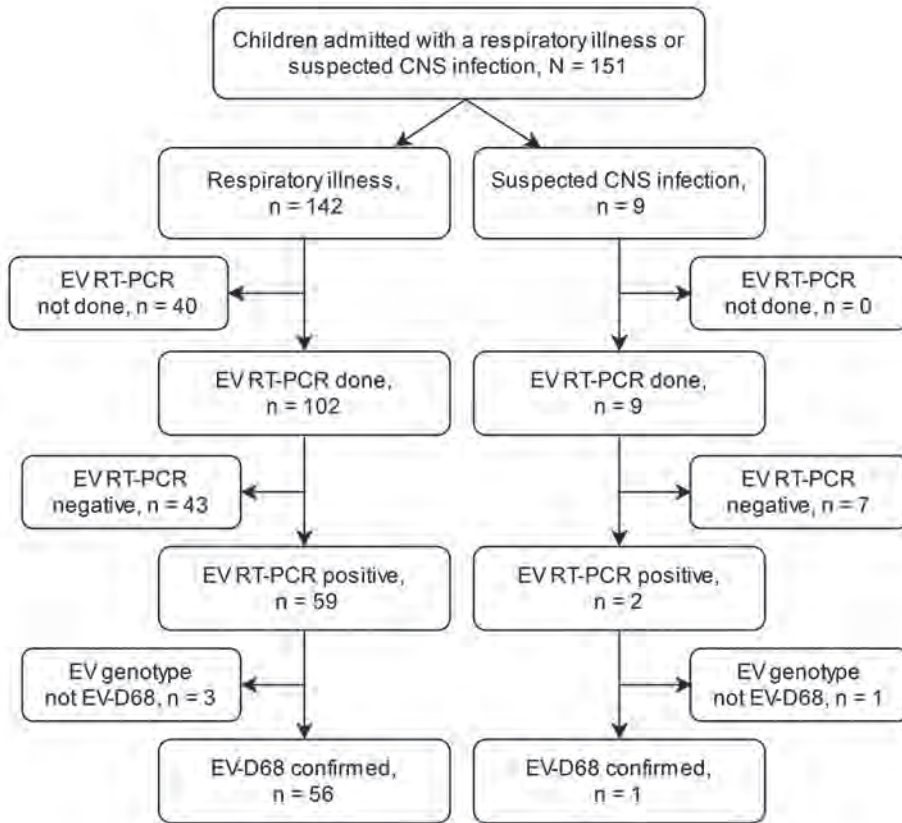 Children admitted with a respiratory illness or
suspected CNS infection, N = 151
Respiratory illness,
n = 142
Suspected CNS infection,
n = 9
EV RT-PCR
not done, n = 40
EV RT-PCR
not done, n = 0
EV RT-PCR done,
n = 102
EV RT-PCR done,
n = 9
EV RT-PCR
negative, n = 43
EV RT-PCR
negative, n = 7
EV RT-PCR positive,
n = 59
EV RT-PCR positive,
n = 2
EV genotype
not EV-D68, n = 3
EV genotype
not EV-D68, n = 1
EV-D68 confirmed,
n = 56
EV-D68 confirmed,
n = 1